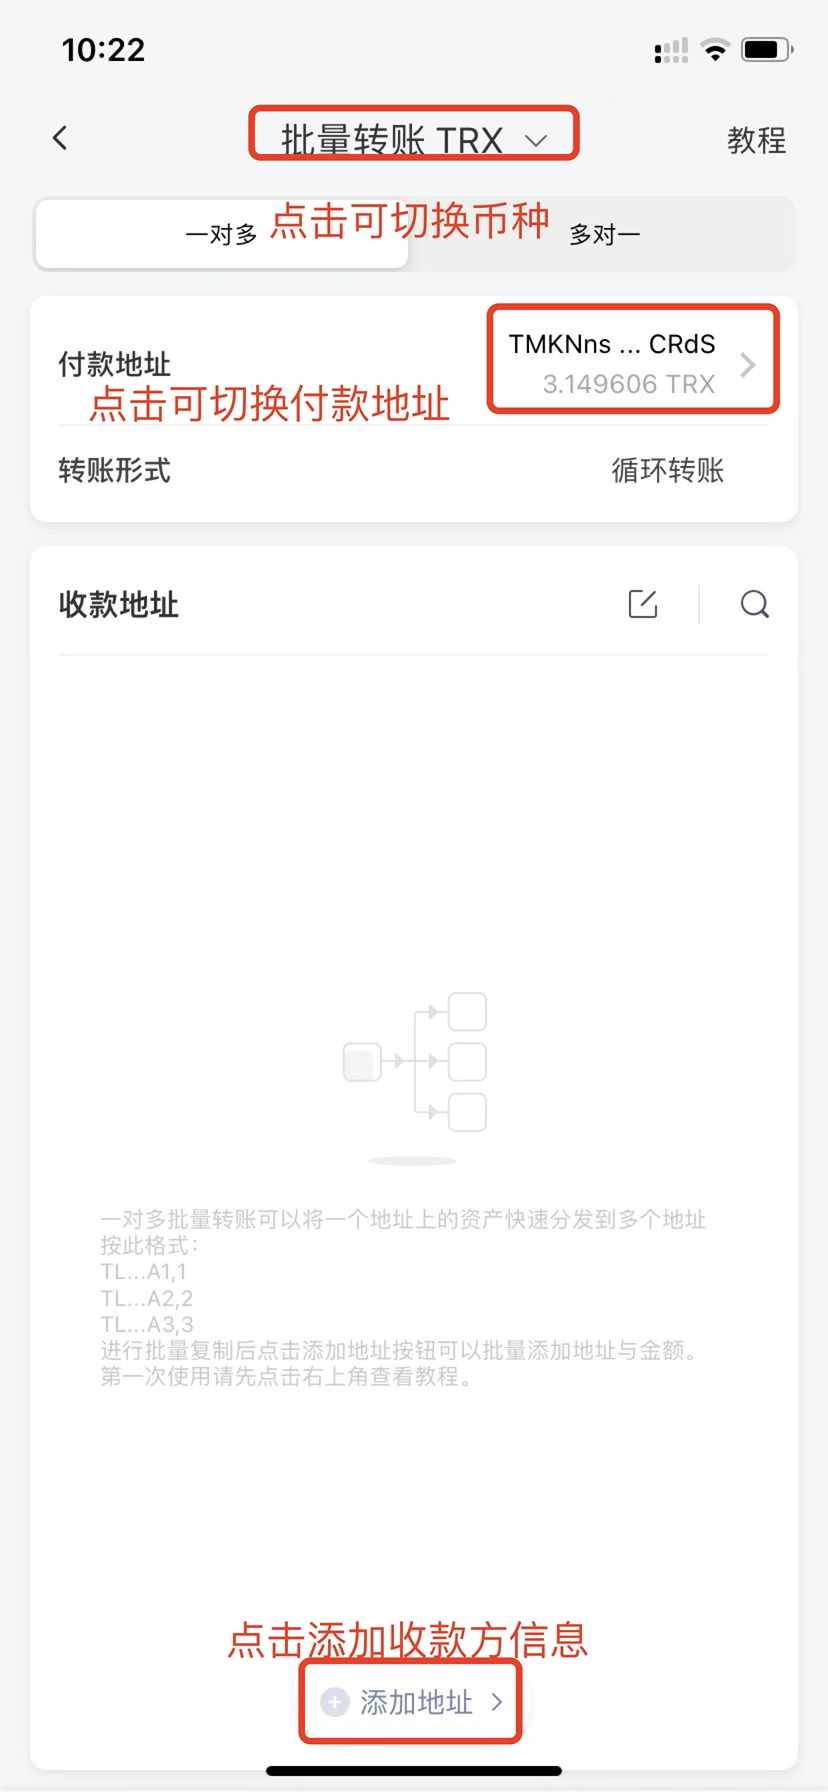 10:22
批量转账 TRX
教程
点击可切换币种
一对多
多对一
TMKNns ... CRdS
付款地址
3.149606 TRX
点击可切换付款地址
转账形式
循环转账
收款地址
一对多批量转账可以将一个地址上的资产快速分发到多个地址
按此格式：
TL...A1,1
TL...A2,2
TL...A3,3
进行批量复制后点击添加地址按钮可以批量添加地址与金额。
第一次使用请先点击右上角查看教程。
点击添加收款方信息
添加地址